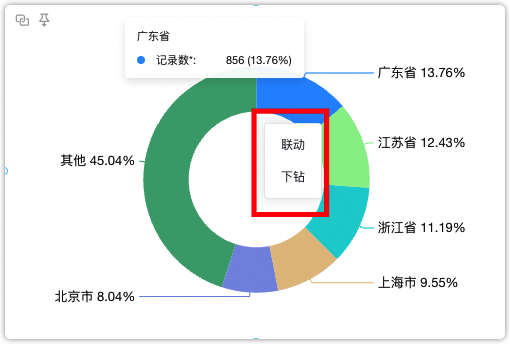 广东省
记录数*: 856 (13.76%)
广东省 13.76%
联动
江苏省 12.43%
其他 45.04%
下钻
浙江省 11.19%
上海市 9.55%
北京市 8.04%